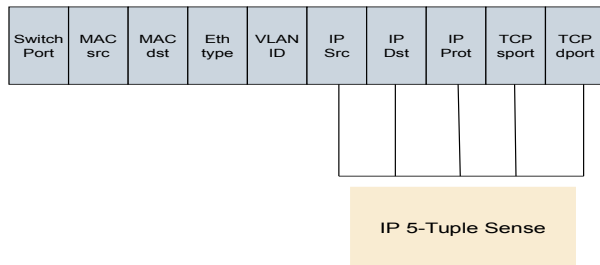 Switch Port
MAC src
MAC dst
Eth type
VLAN ID
IP Src
IP Dst
IP Prot
TCP sport
TCP dport
IP 5-Tuple Sense